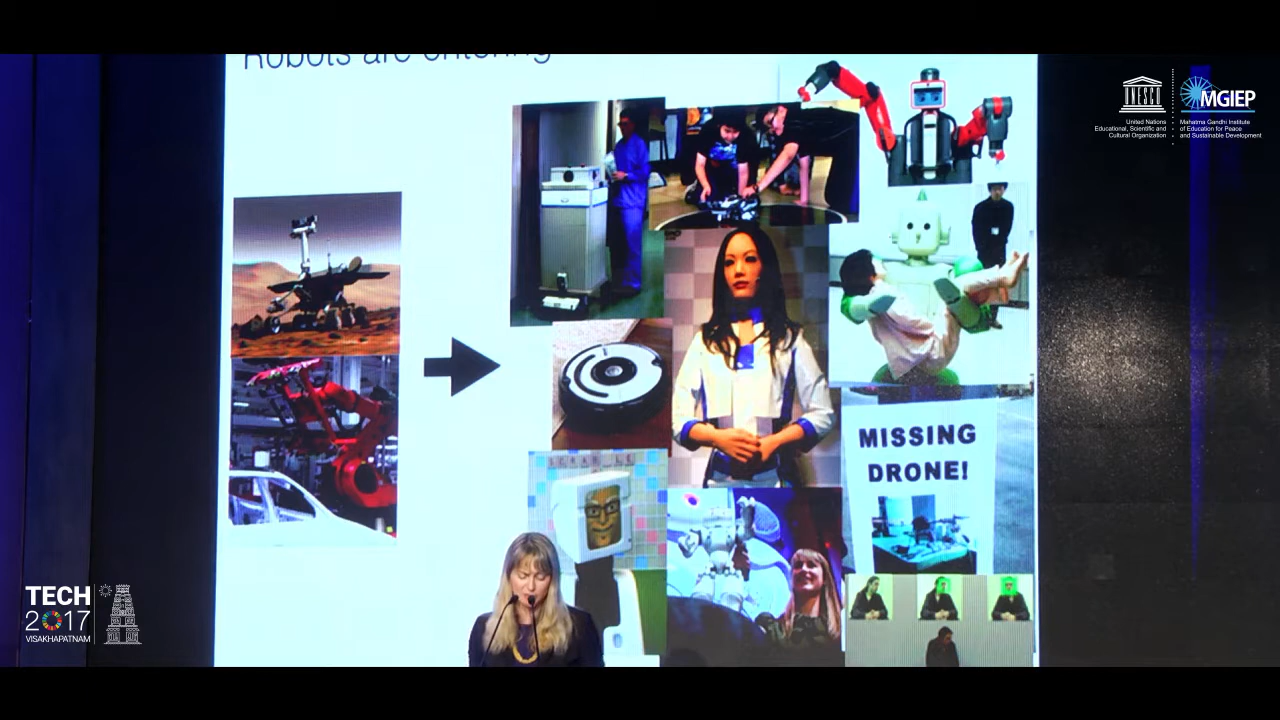 Robots are entering
UNESCO
United Nations
Educational, Scientific and
Cultural Organization
MGIEP
Mahatma Gandhi Institute
of Education for Peace
and Sustainable Development
MISSING
DRONE!
SCRABBLE
TECH
2017
VISAKHAPATNAM